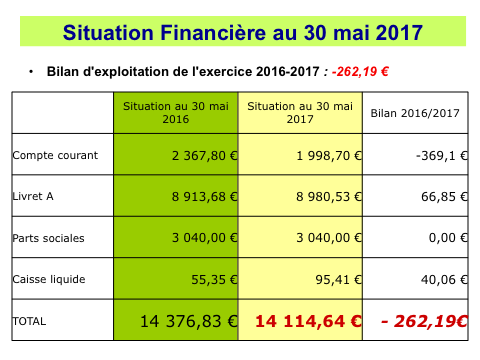 Situation Financière au 30 mai 2017
• Bilan d'exploitation de l'exercice 2016-2017 : -262,19 €
Situation au 30 mai 2016 Situation au 30 mai 2017 Bilan 2016/2017
Compte courant 2 367,80 € 1 998,70 € -369,1 €
Livret A 8 913,68 € 8 980,53 € 66,85 €
Parts sociales 3 040,00 € 3 040,00 € 0,00 €
Caisse liquide 55,35 € 95,41 € 40,06 €
TOTAL 14 376,83 € 14 114,64 € - 262,19€